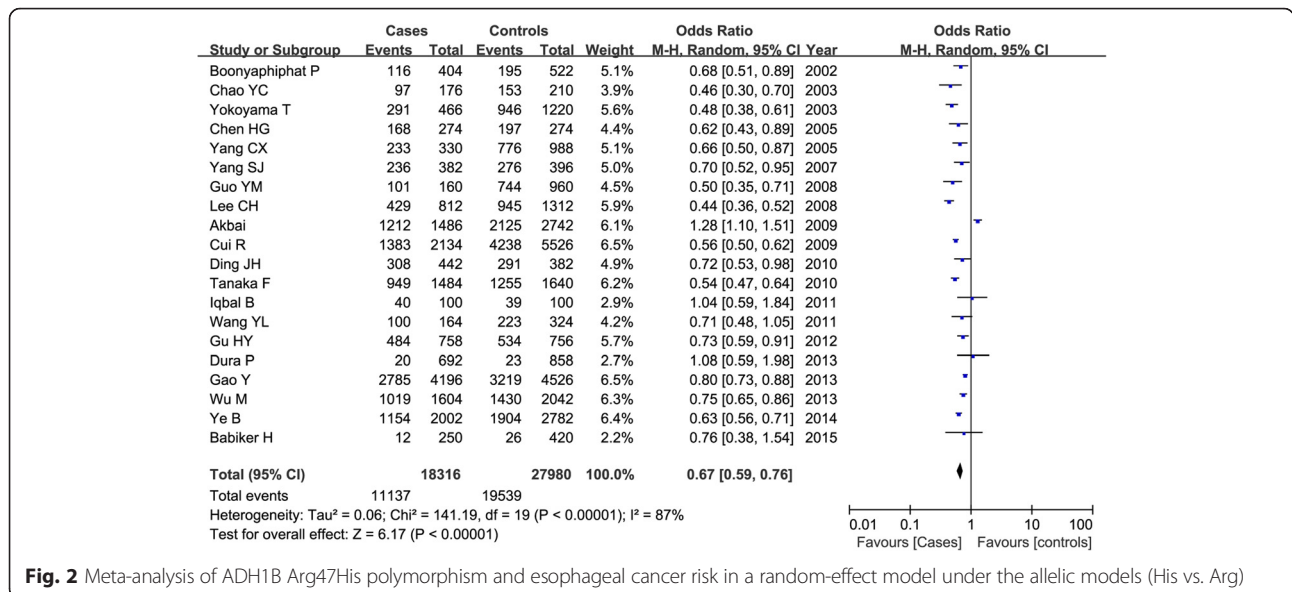 Cases Controls Odds Ratio Odds Ratio
Study or Subgroup Events Total Events Total Weight M-H, Random, 95% CI Year M-H, Random, 95% CI
Boonyaphiphat P 116 404 195 522 5.1% 0.68 [0.51, 0.89] 2002
Chao YC 97 176 153 210 3.9% 0.46 [0.30, 0.70] 2003
Yokoyama T 291 466 946 1220 5.6% 0.48 [0.38, 0.61] 2003
Chen HG 168 274 197 274 4.4% 0.62 [0.43, 0.89] 2005
Yang CX 233 330 776 988 5.1% 0.66 [0.50, 0.87] 2005
Yang SJ 236 382 276 396 4.9% 0.70 [0.52, 0.95] 2007
Guo YM 101 160 744 960 4.5% 0.50 [0.35, 0.71] 2008
Lee CH 429 812 945 1312 5.9% 0.44 [0.36, 0.52] 2008
Akbai 1212 1486 2125 2742 6.1% 1.28 [1.10, 1.51] 2009
Cui R 1383 2134 4238 5526 6.5% 0.56 [0.50, 0.62] 2009
Ding JH 308 442 291 382 4.9% 0.72 [0.53, 0.98] 2010
Tanaka F 949 1484 1255 1640 6.2% 0.54 [0.47, 0.64] 2010
Iqbal B 40 100 39 100 2.9% 1.04 [0.59, 1.84] 2011
Wang YL 100 164 223 324 4.2% 0.71 [0.48, 1.05] 2011
Gu HY 484 758 534 756 5.7% 0.73 [0.59, 0.91] 2012
Dura P 20 692 23 858 2.7% 1.08 [0.59, 1.98] 2013
Gao Y 2785 4196 3219 4526 6.5% 0.80 [0.73, 0.88] 2013
Wu M 1019 1604 1430 2042 6.3% 0.75 [0.65, 0.86] 2013
Ye B 1154 2002 1904 2782 6.4% 0.63 [0.56, 0.71] 2014
Babiker H 12 250 26 420 2.2% 0.76 [0.38, 1.54] 2015
Total (95% CI) 18316 27980 100.0% 0.67 [0.59, 0.76]
Total events 11137 19539
Heterogeneity: Tau² = 0.06; Chi² = 141.19, df = 19 (P < 0.00001); I² = 87%
Test for overall effect: Z = 6.17 (P < 0.00001)
0.01 0.1 1 10 100
Favours [Cases] Favours [controls]
Fig. 2 Meta-analysis of ADH1B Arg47His polymorphism and esophageal cancer risk in a random-effect model under the allelic models (His vs. Arg)